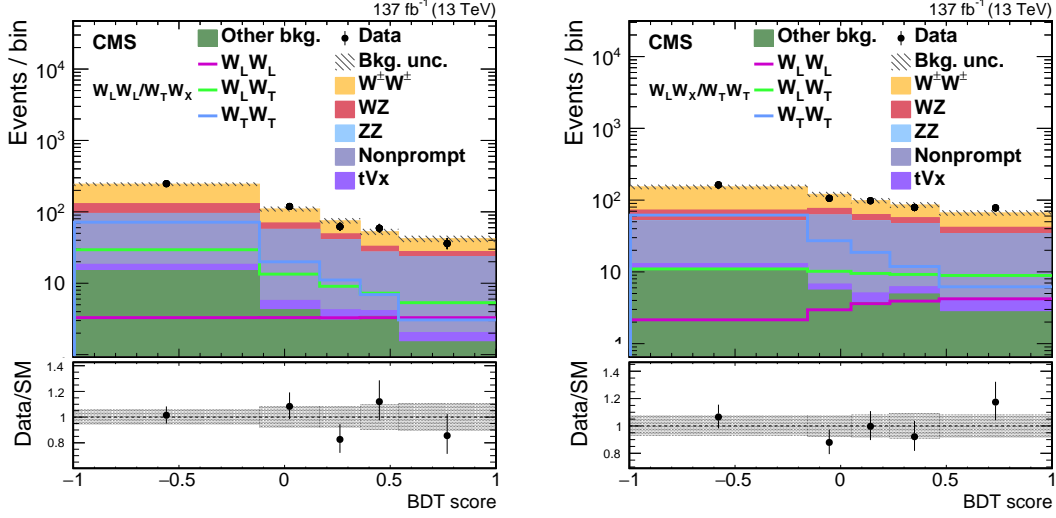 137 fb⁻¹ (13 TeV)
CMS
W_L W_L/W_T W_X
Other bkg.
W_L W_L
W_L W_T
W_T W_T
Data
Bkg. unc.
W±W±
WZ
ZZ
Nonprompt
tVx
Events / bin
10⁴
10³
10²
10
1
Data/SM
1.4
1.2
1
0.8
−1 −0.5 0 0.5 1
BDT score
137 fb⁻¹ (13 TeV)
CMS
W_L W_X/W_T W_T
Other bkg.
W_L W_L
W_L W_T
W_T W_T
Data
Bkg. unc.
W±W±
WZ
ZZ
Nonprompt
tVx
Events / bin
10⁴
10³
10²
10
1
Data/SM
1.4
1.2
1
0.8
−1 −0.5 0 0.5 1
BDT score